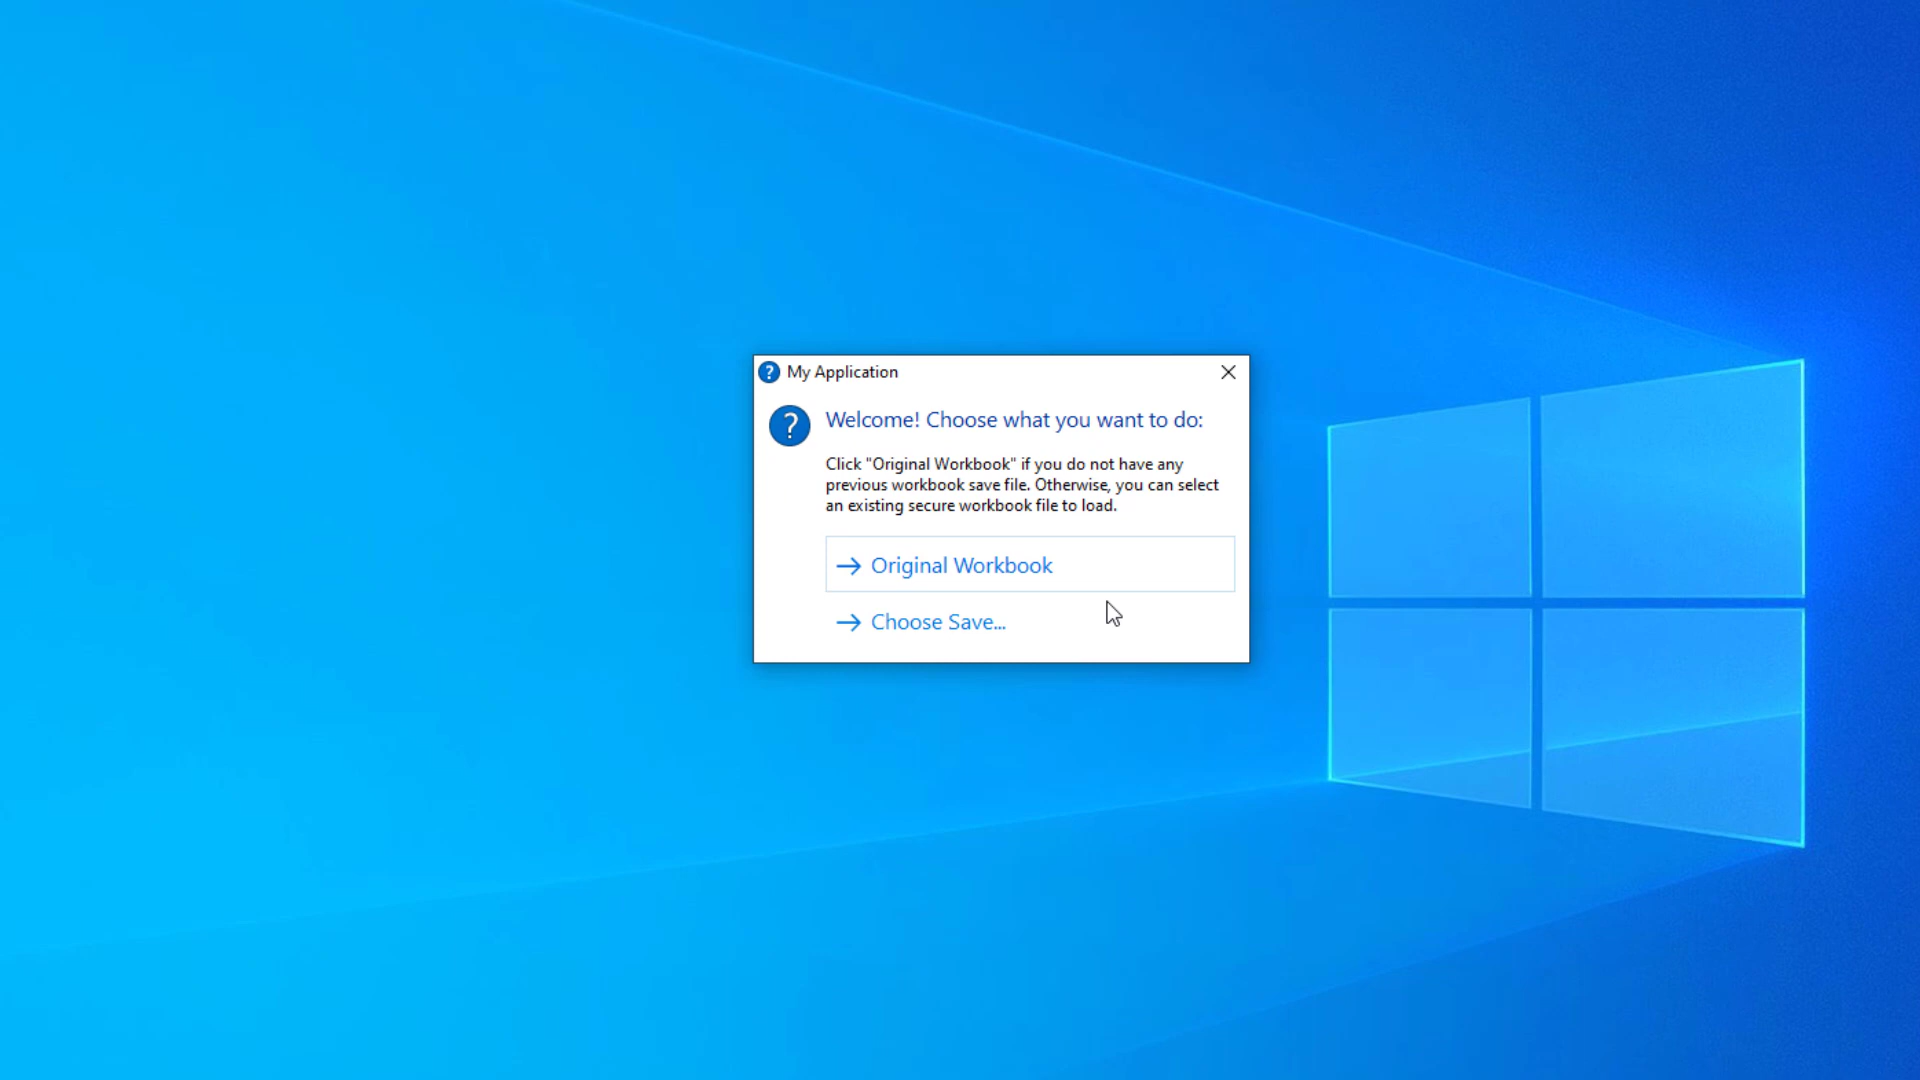 My Application
Welcome! Choose what you want to do:
Click "Original Workbook" if you do not have any
previous workbook save file. Otherwise, you can select
an existing secure workbook file to load.
Original Workbook
Choose Save...